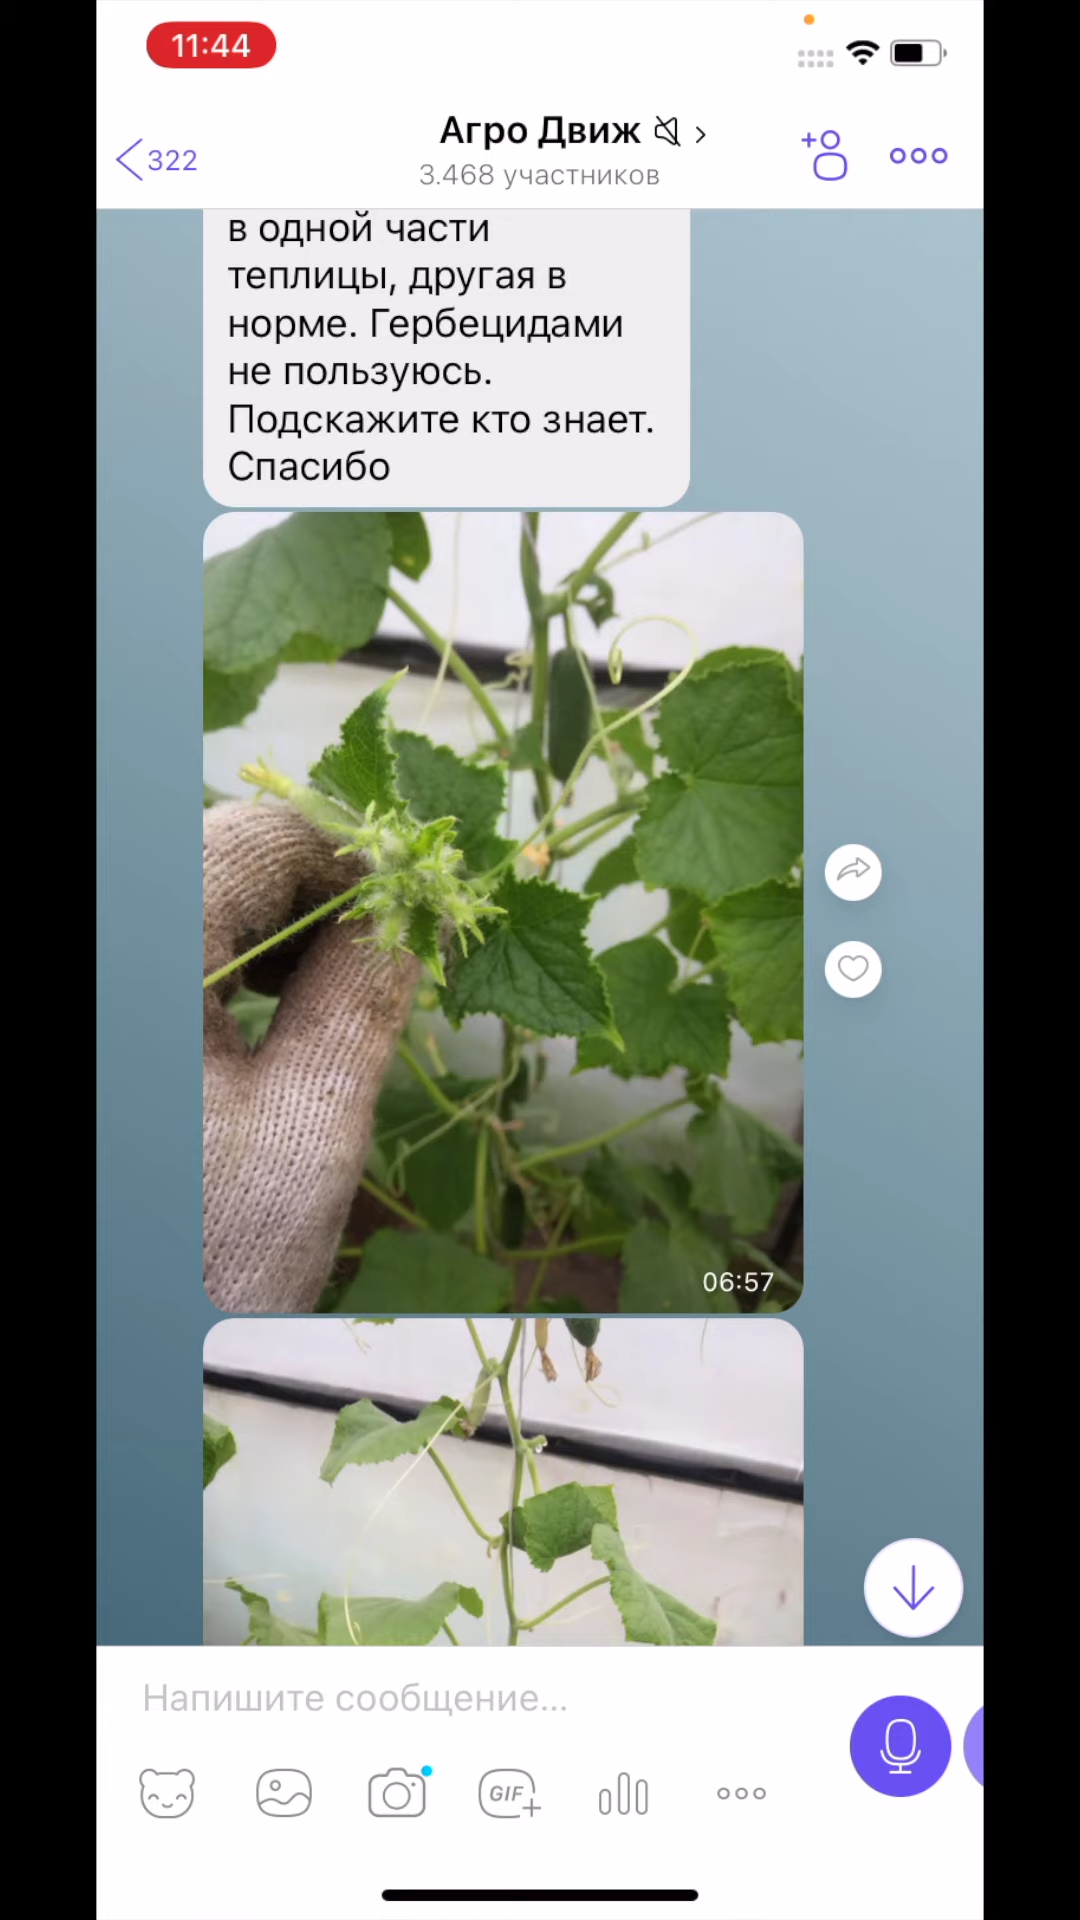 11:44
322
Агро Движ
3.468 участников
в одной части
теплицы, другая в
норме. Гербецидами
не пользуюсь.
Подскажите кто знает.
Спасибо
06:57
Напишите сообщение...
GIF